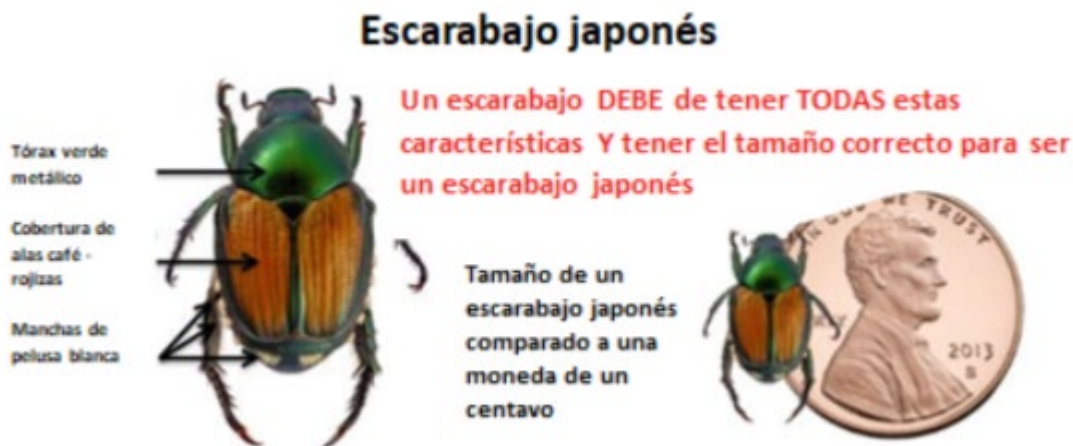 Escarabajo japonés
Un escarabajo DEBE de tener TODAS estas
características Y tener el tamaño correcto para ser
un escarabajo japonés
Tórax verde
metálico
Cobertura de
alas café -
rojizas
Manchas de
pelusa blanca
Tamaño de un
escarabajo japonés
comparado a una
moneda de un
centavo
IN GOD WE TRUST
2013